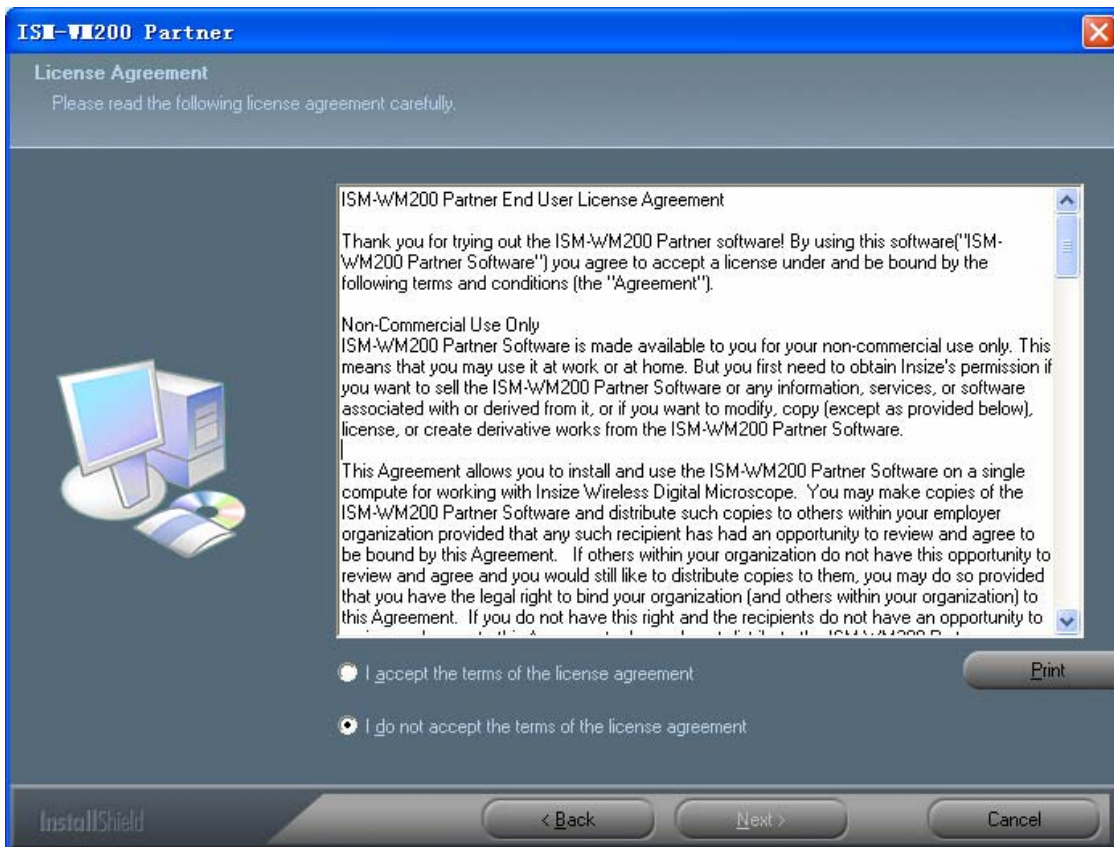 ISM-WM200 Partner
License Agreement
Please read the following license agreement carefully.
ISM-WM200 Partner End User License Agreement
Thank you for trying out the ISM-WM200 Partner software! By using this software("ISM-
WM200 Partner Software") you agree to accept a license under and be bound by the
following terms and conditions (the "Agreement").
Non-Commercial Use Only
ISM-WM200 Partner Software is made available to you for your non-commercial use only. This
means that you may use it at work or at home. But you first need to obtain Insize's permission if
you want to sell the ISM-WM200 Partner Software or any information, services, or software
associated with or derived from it, or if you want to modify, copy (except as provided below),
license, or create derivative works from the ISM-WM200 Partner Software.
This Agreement allows you to install and use the ISM-WM200 Partner Software on a single
compute for working with Insize Wireless Digital Microscope.  You may make copies of the
ISM-WM200 Partner Software and distribute such copies to others within your employer
organization provided that any such recipient has had an opportunity to review and agree to
be bound by this Agreement.   If others within your organization do not have this opportunity to
review and agree and you would still like to distribute copies to them, you may do so provided
that you have the legal right to bind your organization (and others within your organization) to
this Agreement.  If you do not have this right and the recipients do not have an opportunity to
I accept the terms of the license agreement
Print
I do not accept the terms of the license agreement
InstallShield
< Back
Next >
Cancel